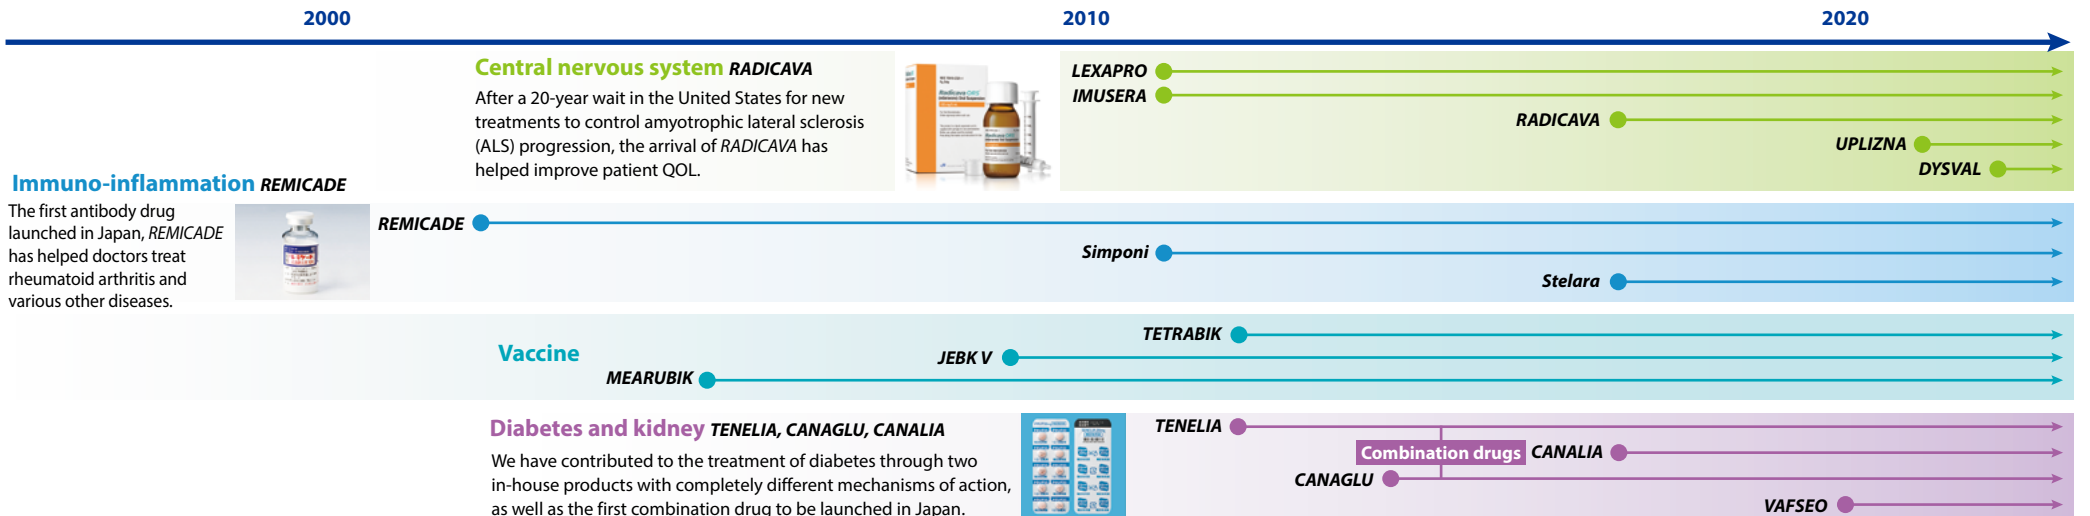 2000
2010
2020
Central nervous system RADICAVA
After a 20-year wait in the United States for new
treatments to control amyotrophic lateral sclerosis
(ALS) progression, the arrival of RADICAVA has
helped improve patient QOL.
Radicava ORS
LEXAPRO
IMUSERA
RADICAVA
UPLIZNA
DYSVAL
Immuno-inflammation REMICADE
The first antibody drug
launched in Japan, REMICADE
has helped doctors treat
rheumatoid arthritis and
various other diseases.
REMICADE
Simponi
Stelara
Vaccine
TETRABIK
JEBK V
MEARUBIK
Diabetes and kidney TENELIA, CANAGLU, CANALIA
We have contributed to the treatment of diabetes through two
in-house products with completely different mechanisms of action,
as well as the first combination drug to be launched in Japan.
TENELIA
Combination drugs
CANALIA
CANAGLU
VAFSEO